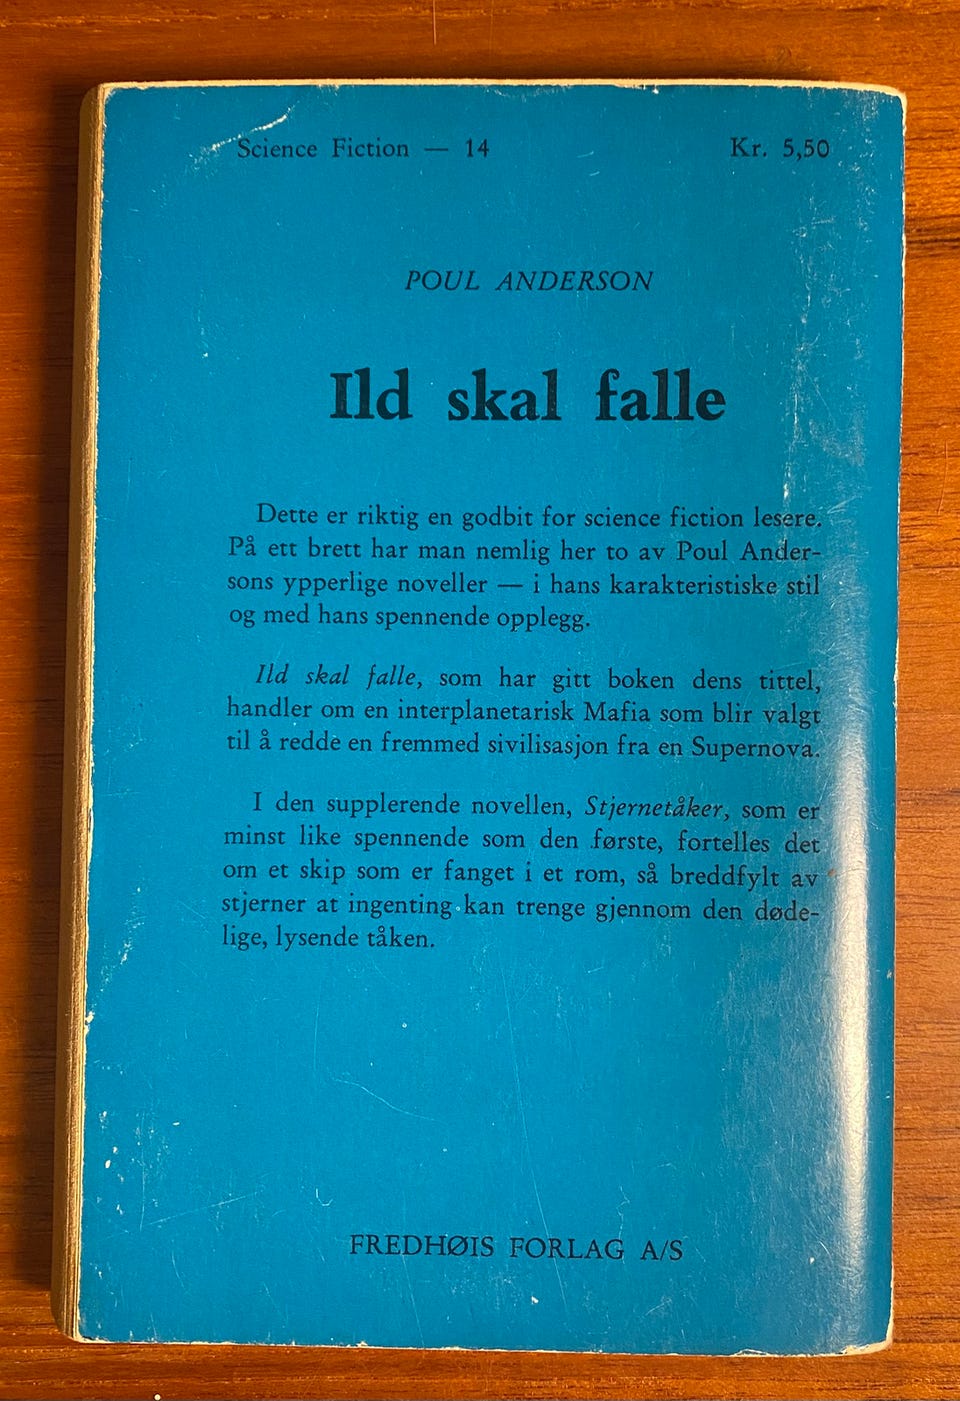 Science Fiction — 14 Kr. 5,50
POUL ANDERSON
Ild skal falle
Dette er riktig en godbit for science fiction lesere.
På ett brett har man nemlig her to av Poul Ander-
sons ypperlige noveller — i hans karakteristiske stil
og med hans spennende opplegg.
Ild skal falle, som har gitt boken dens tittel,
handler om en interplanetarisk Mafia som blir valgt
til å redde en fremmed sivilisasjon fra en Supernova.
I den supplerende novellen, Stjernetåker, som er
minst like spennende som den første, fortelles det
om et skip som er fanget i et rom, så breddfylt av
stjerner at ingenting kan trenge gjennom den døde-
lige, lysende tåken.
FREDHØIS FORLAG A/S